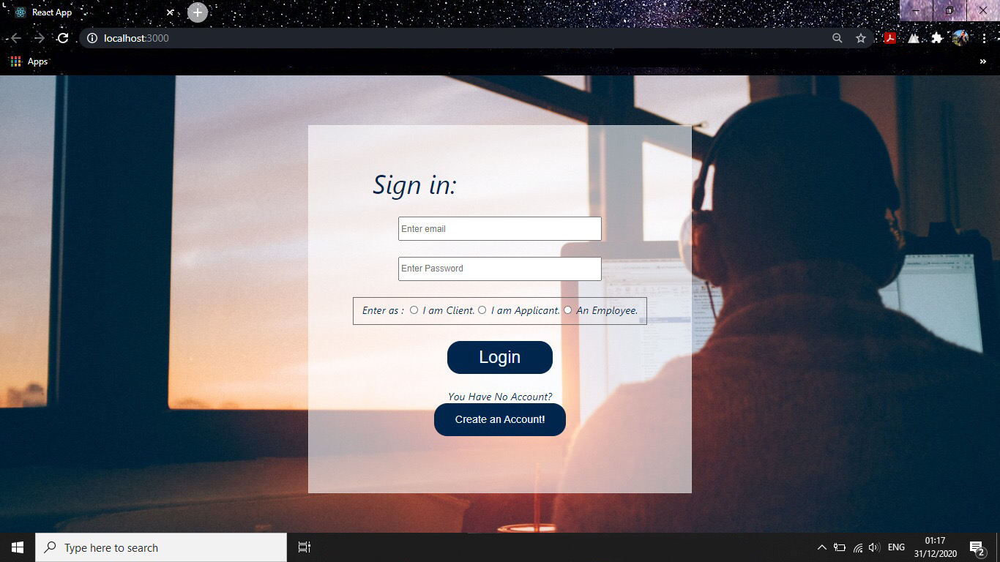 React App
localhost:3000
Apps
»
Sign in:
Enter email
Enter Password
Enter as : I am Client. I am Applicant. An Employee.
Login
You Have No Account?
Create an Account!
Type here to search
ENG
01:17
31/12/2020
2